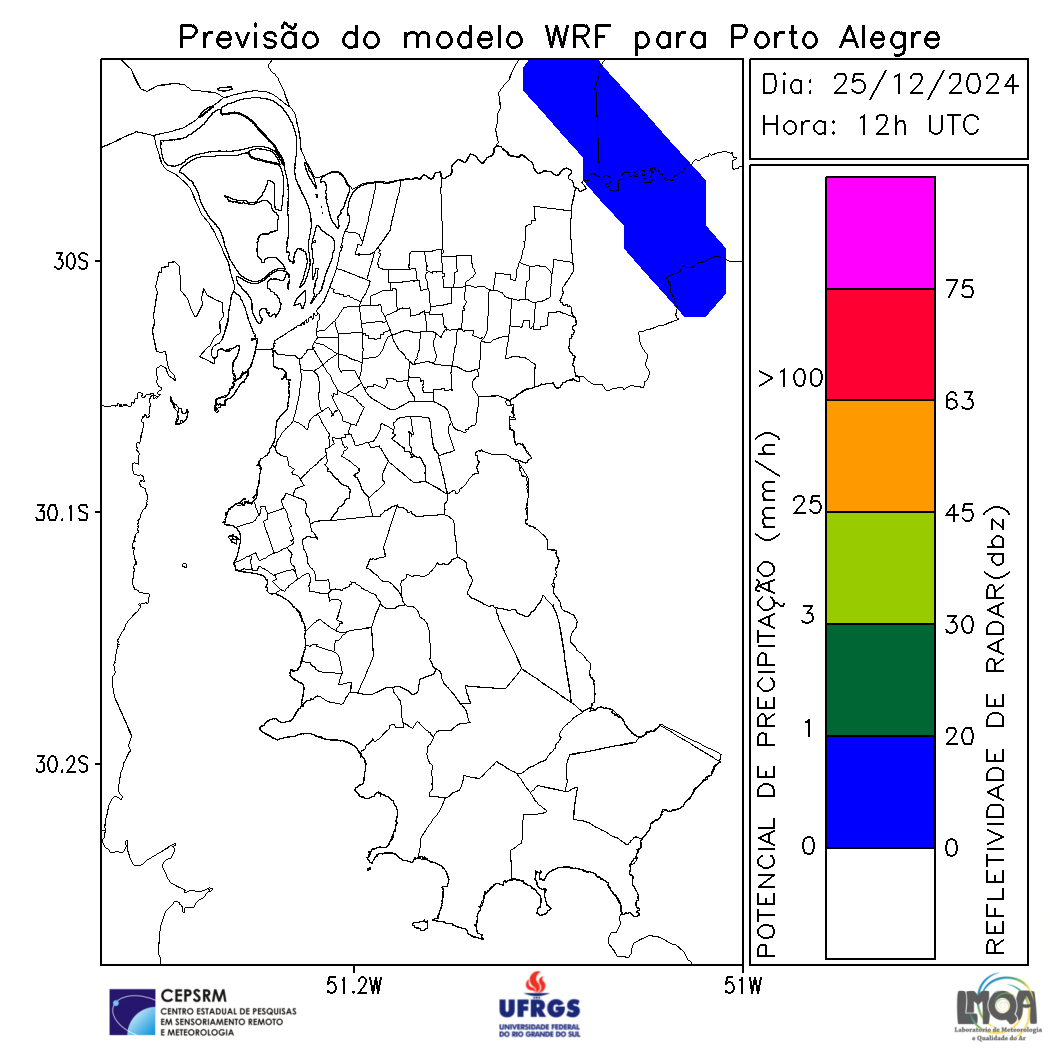 Previsão do modelo WRF para Porto Alegre
Dia: 25/12/2024
Hora: 12h UTC
30S
30.1S
30.2S
51.2W
51W
POTENCIAL DE PRECIPITAÇÃO (mm/h)
>100
25
3
1
0
75
63
45
30
20
0
REFLETIVIDADE DE RADAR(dbz)
CEPSRM
CENTRO ESTADUAL DE PESQUISAS
EM SENSORIAMENTO REMOTO
E METEOROLOGIA
UFRGS
UNIVERSIDADE FEDERAL
DO RIO GRANDE DO SUL
LMQA
Laboratório de Meteorologia
e Qualidade do Ar